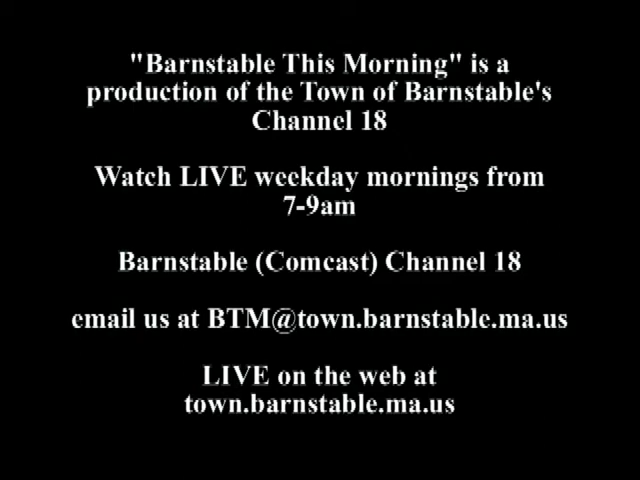 "Barnstable This Morning" is a
production of the Town of Barnstable's
Channel 18
Watch LIVE weekday mornings from
7-9am
Barnstable (Comcast) Channel 18
email us at BTM@town.barnstable.ma.us
LIVE on the web at
town.barnstable.ma.us